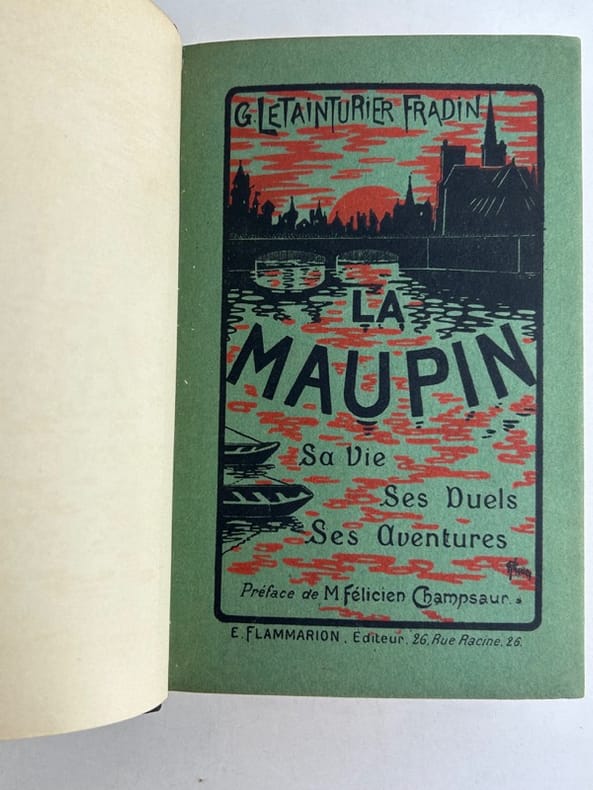 G. LETAINTURIER FRADIN
LA
MAUPIN
Sa Vie
Ses Duels
Ses Aventures
Préface de M Félicien Champsaur.
E. FLAMMARION, Éditeur, 26, Rue Racine, 26.